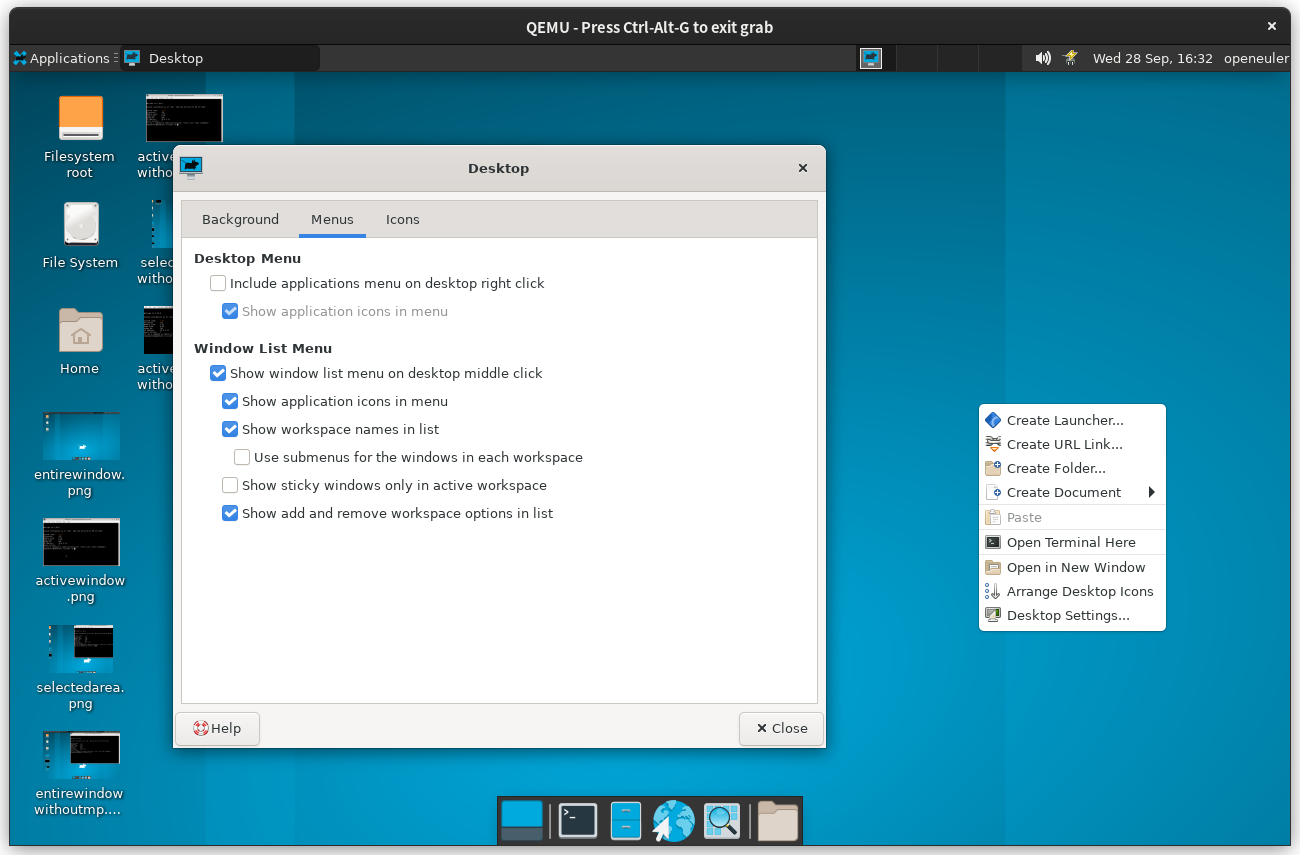 QEMU - Press Ctrl-Alt-G to exit grab
Applications
Desktop
Wed 28 Sep, 16:32
openeuler
Filesystem
root
active
witho
File System
selec
witho
Home
active
witho
entirewindow.
png
activewindow
.png
selectedarea.
png
entirewindow
withoutmp....
Desktop
Background
Menus
Icons
Desktop Menu
Include applications menu on desktop right click
Show application icons in menu
Window List Menu
Show window list menu on desktop middle click
Show application icons in menu
Show workspace names in list
Use submenus for the windows in each workspace
Show sticky windows only in active workspace
Show add and remove workspace options in list
Help
Close
Create Launcher...
Create URL Link...
Create Folder...
Create Document
Paste
Open Terminal Here
Open in New Window
Arrange Desktop Icons
Desktop Settings...